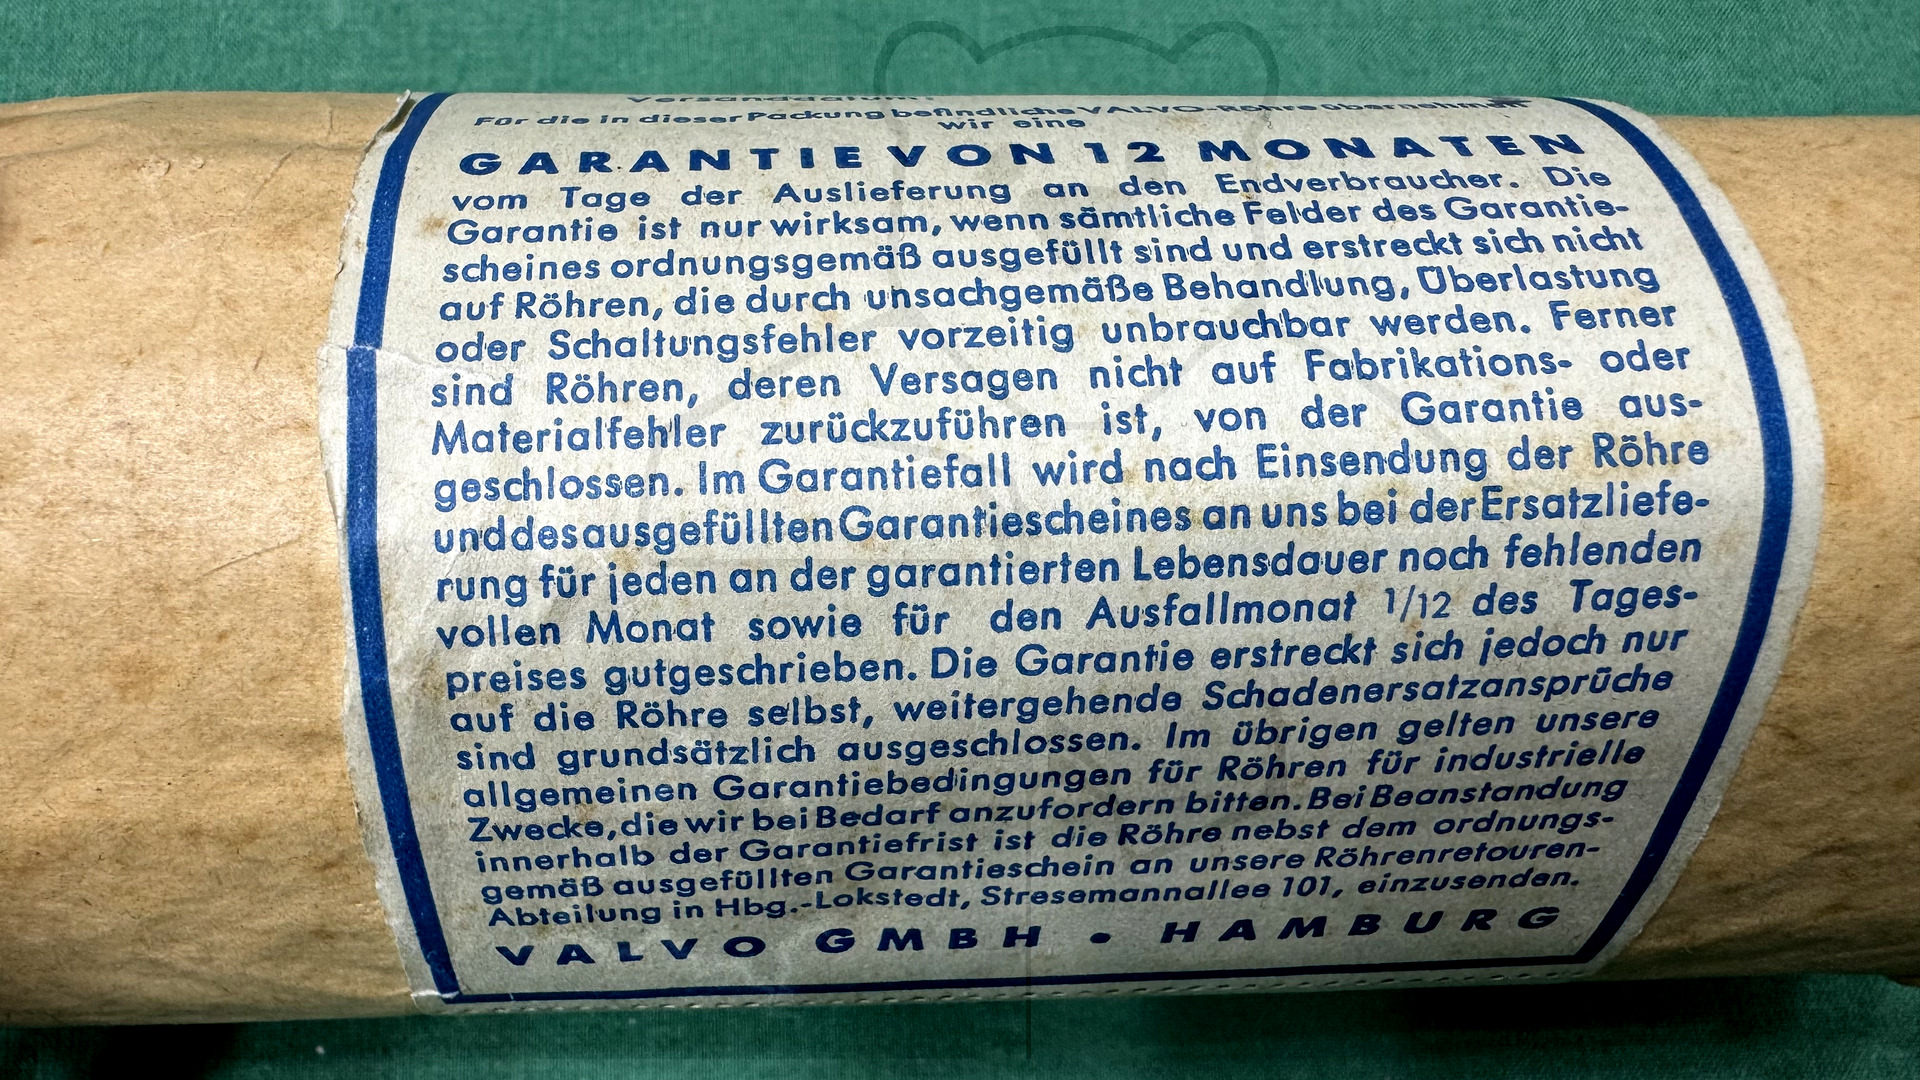 Versanddatum:
Für die in dieser Packung befindliche VALVO-Röhre übernehmen
wir eine
GARANTIE VON 12 MONATEN
vom Tage der Auslieferung an den Endverbraucher. Die
Garantie ist nur wirksam, wenn sämtliche Felder des Garantie-
scheines ordnungsgemäß ausgefüllt sind und erstreckt sich nicht
auf Röhren, die durch unsachgemäße Behandlung, Überlastung
oder Schaltungsfehler vorzeitig unbrauchbar werden. Ferner
sind Röhren, deren Versagen nicht auf Fabrikations- oder
Materialfehler zurückzuführen ist, von der Garantie aus-
geschlossen. Im Garantiefall wird nach Einsendung der Röhre
und des ausgefüllten Garantiescheines an uns bei der Ersatzliefe-
rung für jeden an der garantierten Lebensdauer noch fehlenden
vollen Monat sowie für den Ausfallmonat 1/12 des Tages-
preises gutgeschrieben. Die Garantie erstreckt sich jedoch nur
auf die Röhre selbst, weitergehende Schadenersatzansprüche
sind grundsätzlich ausgeschlossen. Im übrigen gelten unsere
allgemeinen Garantiebedingungen für Röhren für industrielle
Zwecke, die wir bei Bedarf anzufordern bitten. Bei Beanstandung
innerhalb der Garantiefrist ist die Röhre nebst dem ordnungs-
gemäß ausgefüllten Garantieschein an unsere Röhrenretouren-
Abteilung in Hbg.-Lokstedt, Stresemannallee 101, einzusenden.
VALVO GMBH • HAMBURG